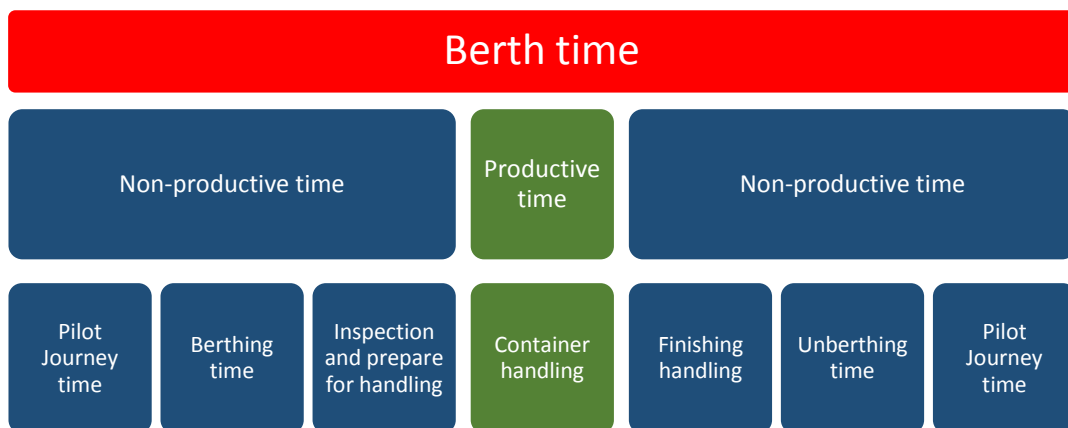 Berth time
Non-productive time
Productive
time
Non-productive time
Pilot
Journey
time
Berthing
time
Inspection
and prepare
for handling
Container
handling
Finishing
handling
Unberthing
time
Pilot
Journey
time